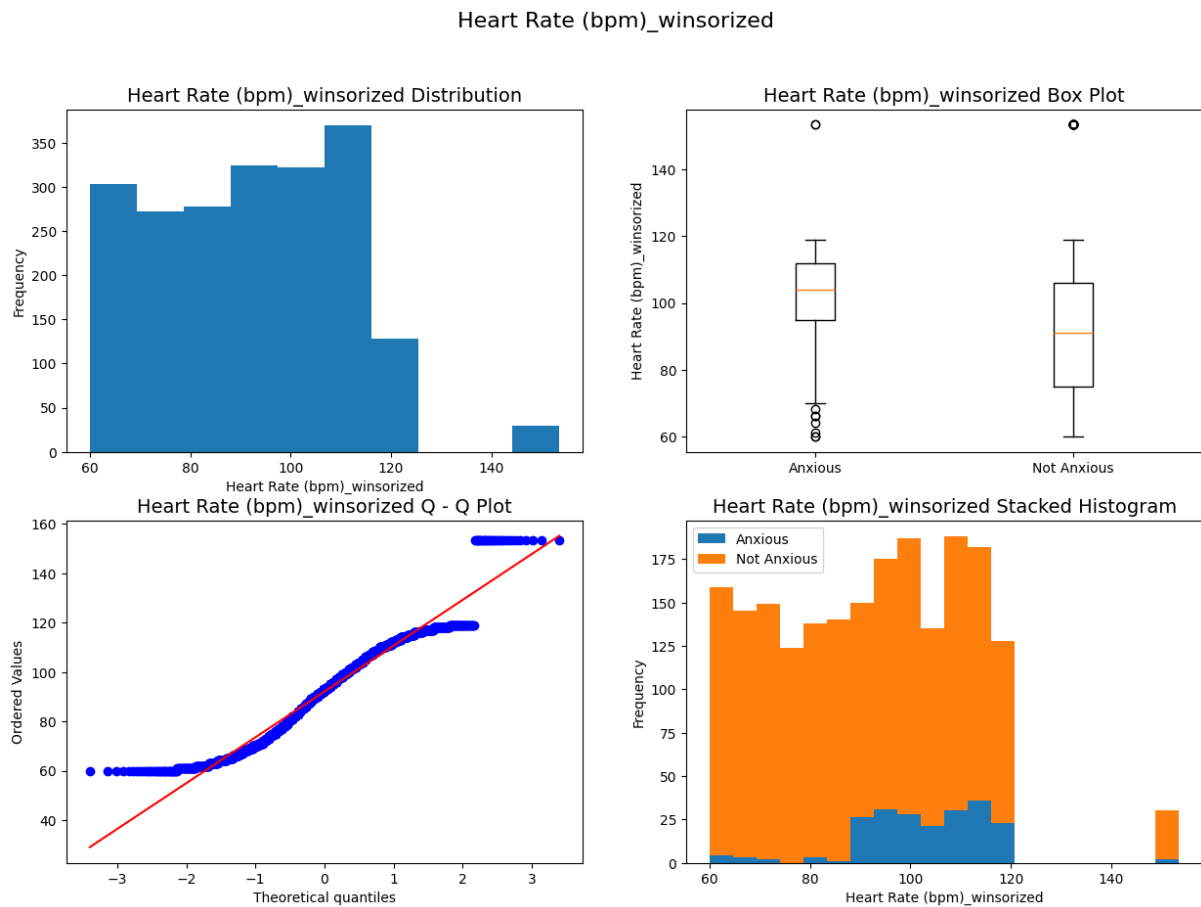 Heart Rate (bpm)_winsorized
Heart Rate (bpm)_winsorized Distribution
350
300
250
200
150
100
50
0
Frequency
60
80
100
120
140
Heart Rate (bpm)_winsorized
Heart Rate (bpm)_winsorized Box Plot
140
120
100
80
60
Heart Rate (bpm)_winsorized
Anxious
Not Anxious
Heart Rate (bpm)_winsorized Q - Q Plot
160
140
120
100
80
60
40
Ordered Values
−3
−2
−1
0
1
2
3
Theoretical quantiles
Heart Rate (bpm)_winsorized Stacked Histogram
Anxious
Not Anxious
175
150
125
100
75
50
25
0
Frequency
60
80
100
120
140
Heart Rate (bpm)_winsorized